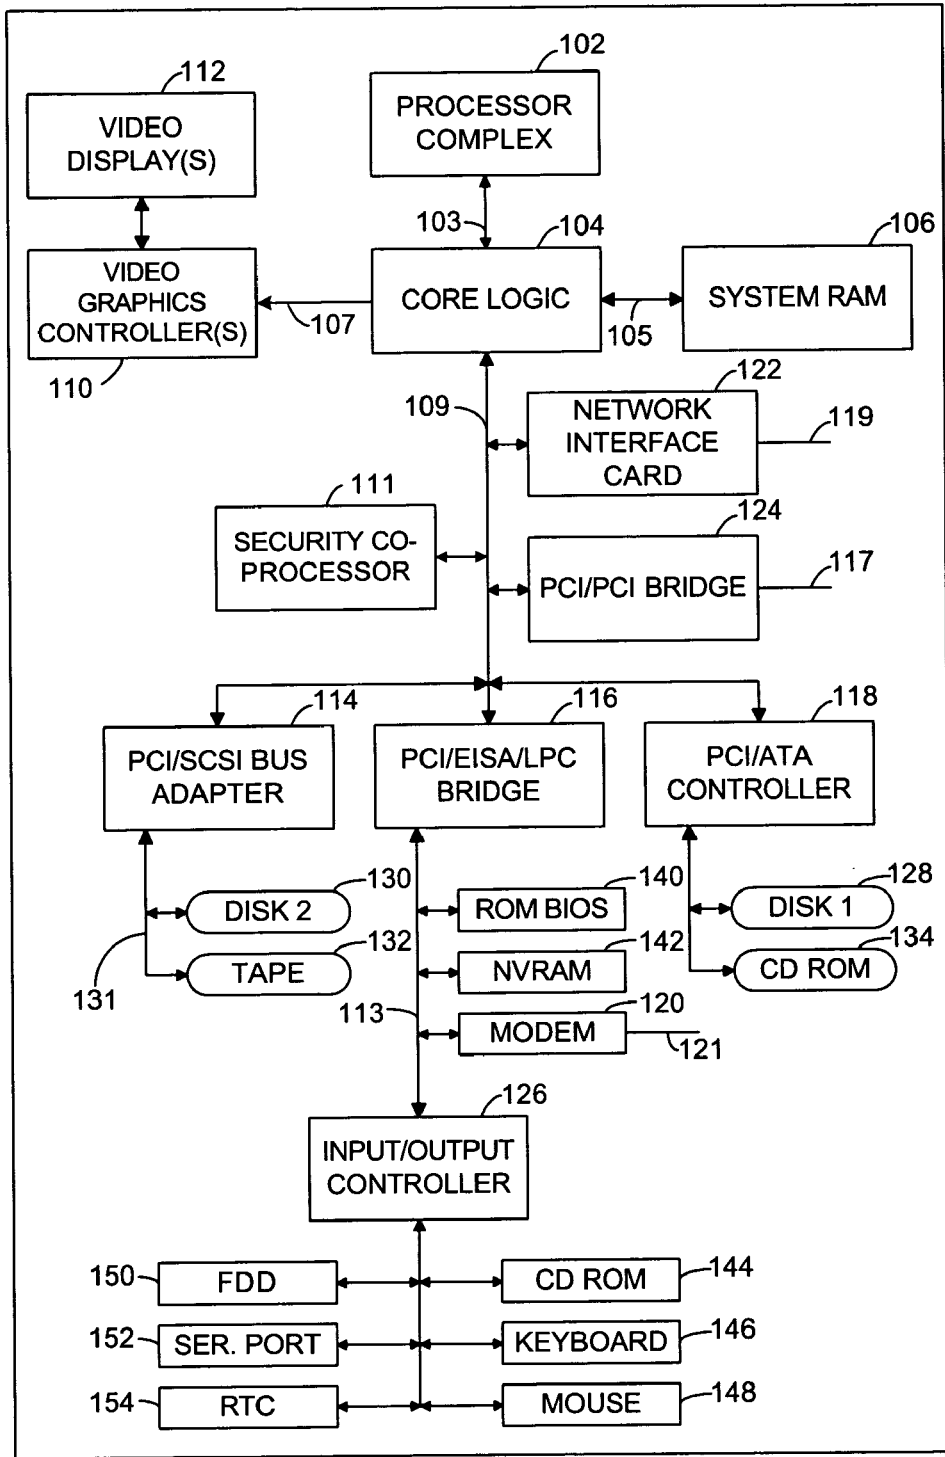 102
112
PROCESSOR
COMPLEX
VIDEO
DISPLAY(S)
103
104
106
VIDEO
GRAPHICS
CONTROLLER(S)
CORE LOGIC
SYSTEM RAM
107
105
110
122
109
NETWORK
INTERFACE
CARD
119
111
124
SECURITY CO-
PROCESSOR
PCI/PCI BRIDGE
117
114
116
118
PCI/SCSI BUS
ADAPTER
PCI/EISA/LPC
BRIDGE
PCI/ATA
CONTROLLER
130
140
128
DISK 2
ROM BIOS
DISK 1
132
142
134
TAPE
NVRAM
CD ROM
131
113
120
MODEM
121
126
INPUT/OUTPUT
CONTROLLER
150
FDD
CD ROM
144
152
SER. PORT
KEYBOARD
146
154
RTC
MOUSE
148